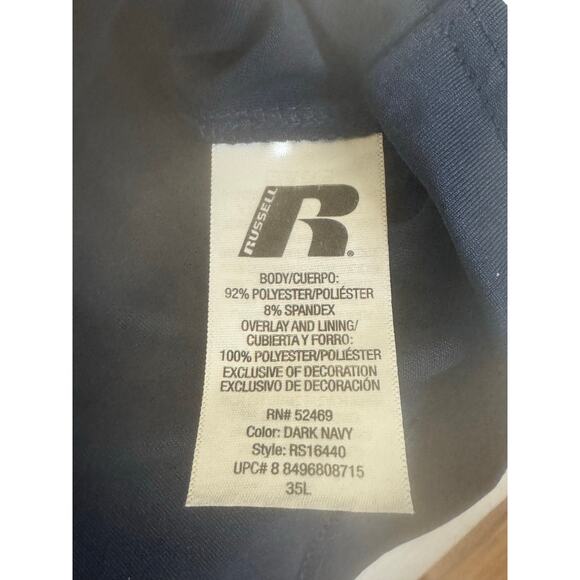 RUSSELL
R®
BODY/CUERPO:
92% POLYESTER/POLIÉSTER
8% SPANDEX
OVERLAY AND LINING/
CUBIERTA Y FORRO:
100% POLYESTER/POLIÉSTER
EXCLUSIVE OF DECORATION
EXCLUSIVO DE DECORACIÓN
RN# 52469
Color: DARK NAVY
Style: RS16440
UPC# 8 8496808715
35L